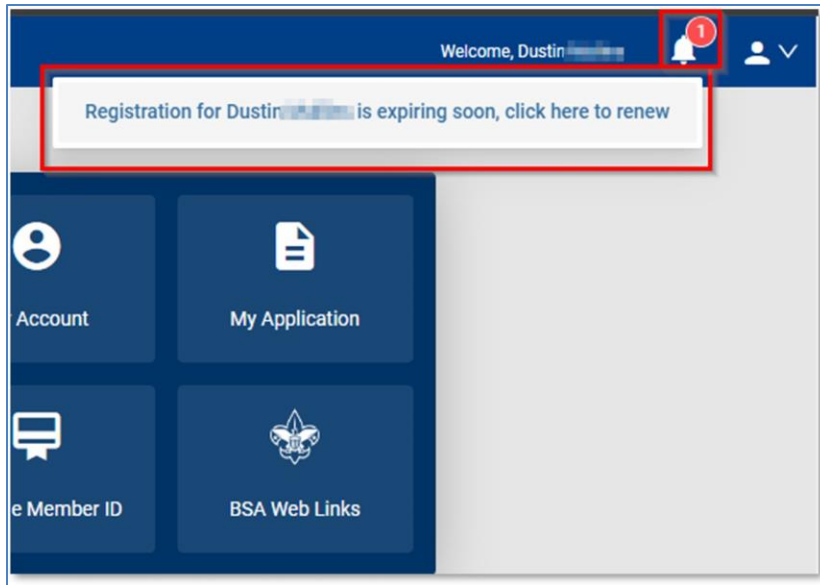 1
Welcome, Dustin
Registration for Dustin is expiring soon, click here to renew
Account
My Application
e Member ID
BSA Web Links